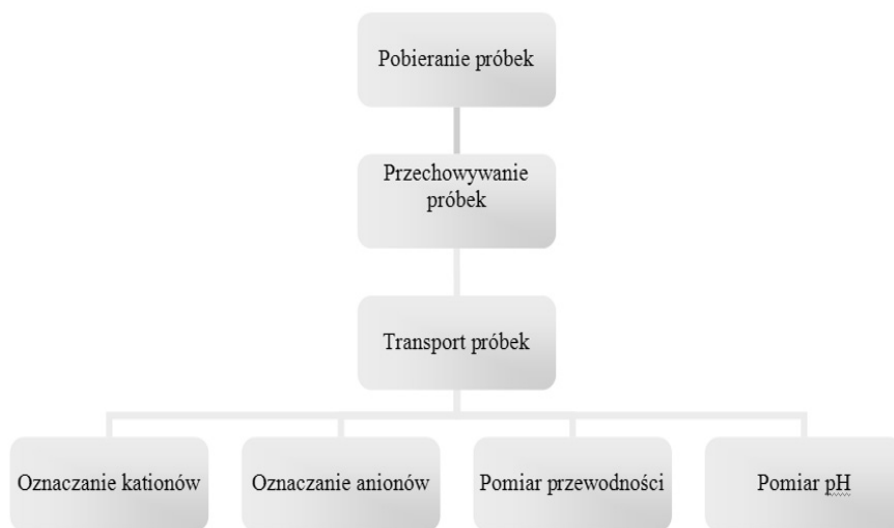 Pobieranie próbek
Przechowywanie
próbek
Transport próbek
Oznaczanie kationów
Oznaczanie anionów
Pomiar przewodności
Pomiar pH